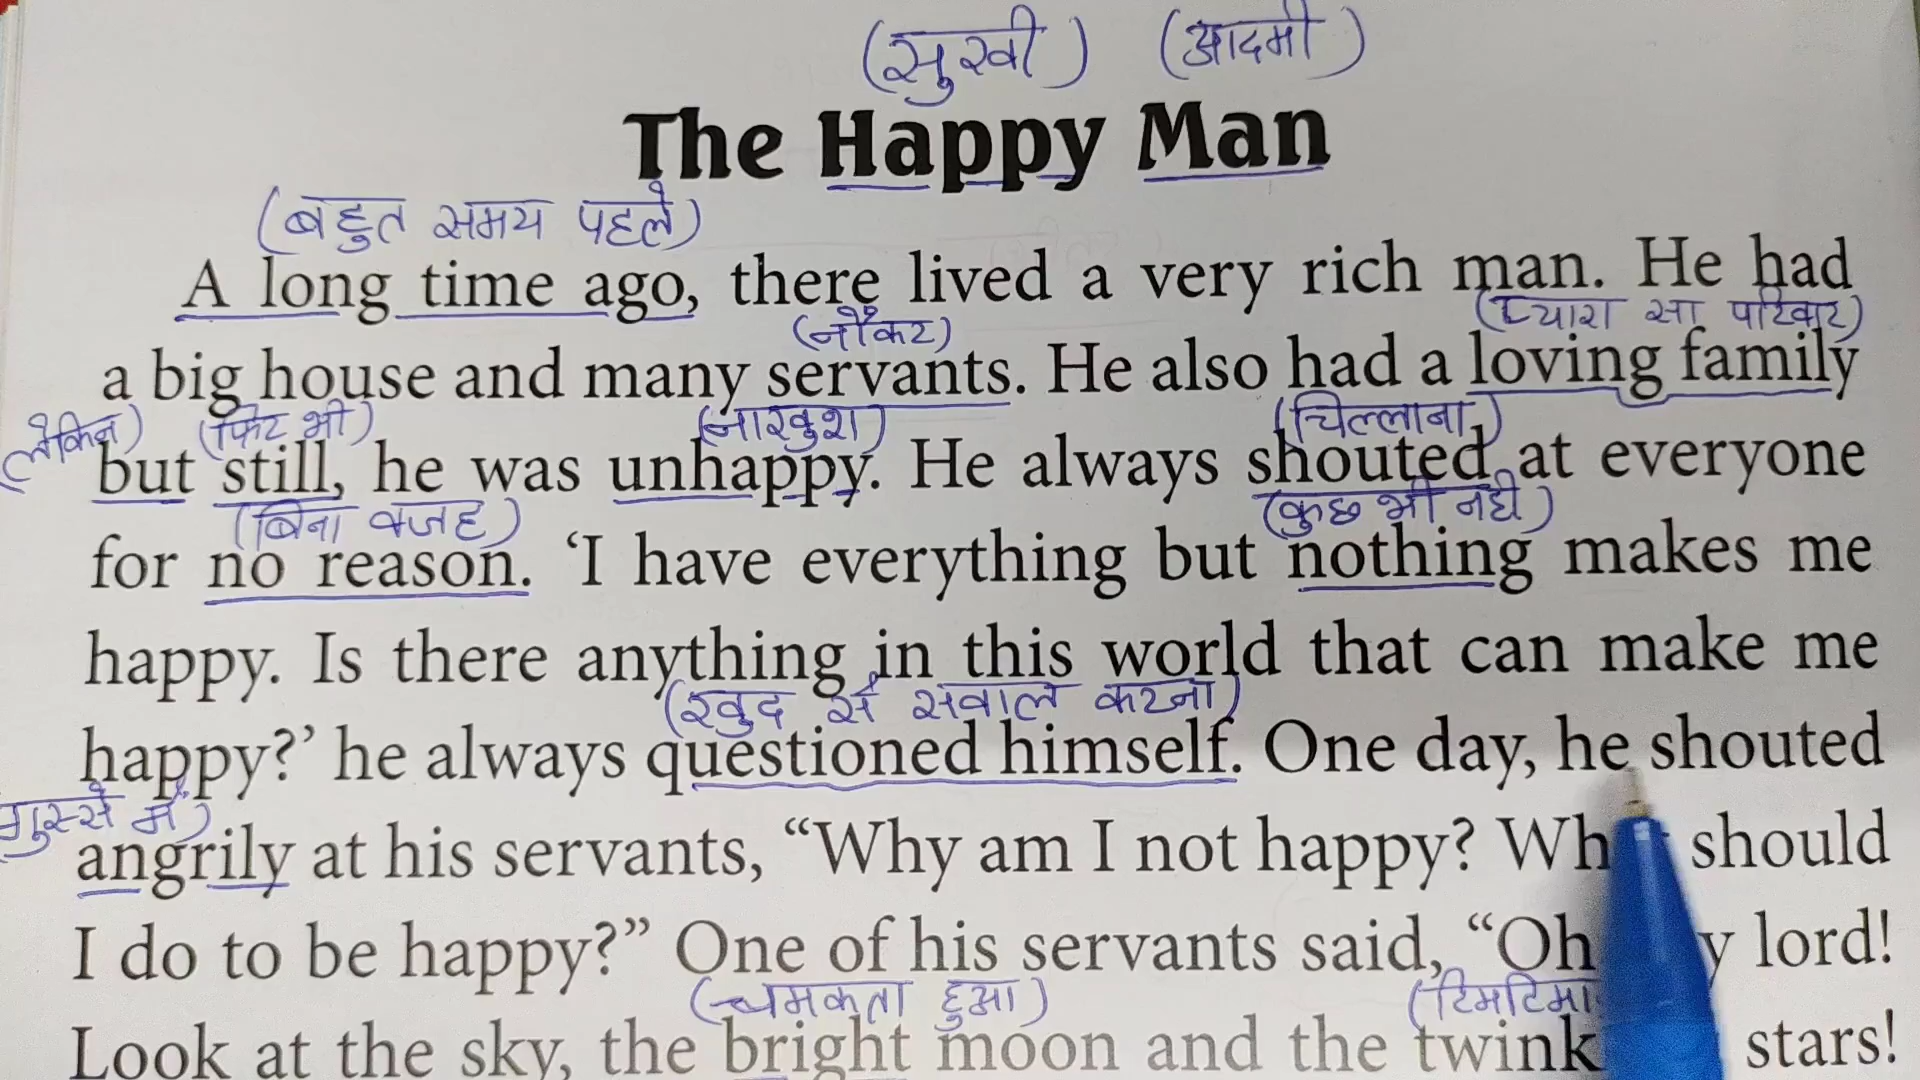 (सुखी) (आदमी)
The Happy Man
(बहुत समय पहले)
A long time ago, there lived a very rich man. He had
(नौकर) (प्यारा सा परिवार)
a big house and many servants. He also had a loving family
(लेकिन) (फिर भी) (नाखुश) (चिल्लाना)
but still, he was unhappy. He always shouted at everyone
(बिना वजह) (कुछ भी नहीं)
for no reason. ‘I have everything but nothing makes me
happy. Is there anything in this world that can make me
(खुद से सवाल करना)
happy?’ he always questioned himself. One day, he shouted
गुस्से में)
angrily at his servants, “Why am I not happy? Wh should
I do to be happy?” One of his servants said, “Oh y lord!
(चमकता हुआ) (टिमटिमा
Look at the sky, the bright moon and the twink stars!